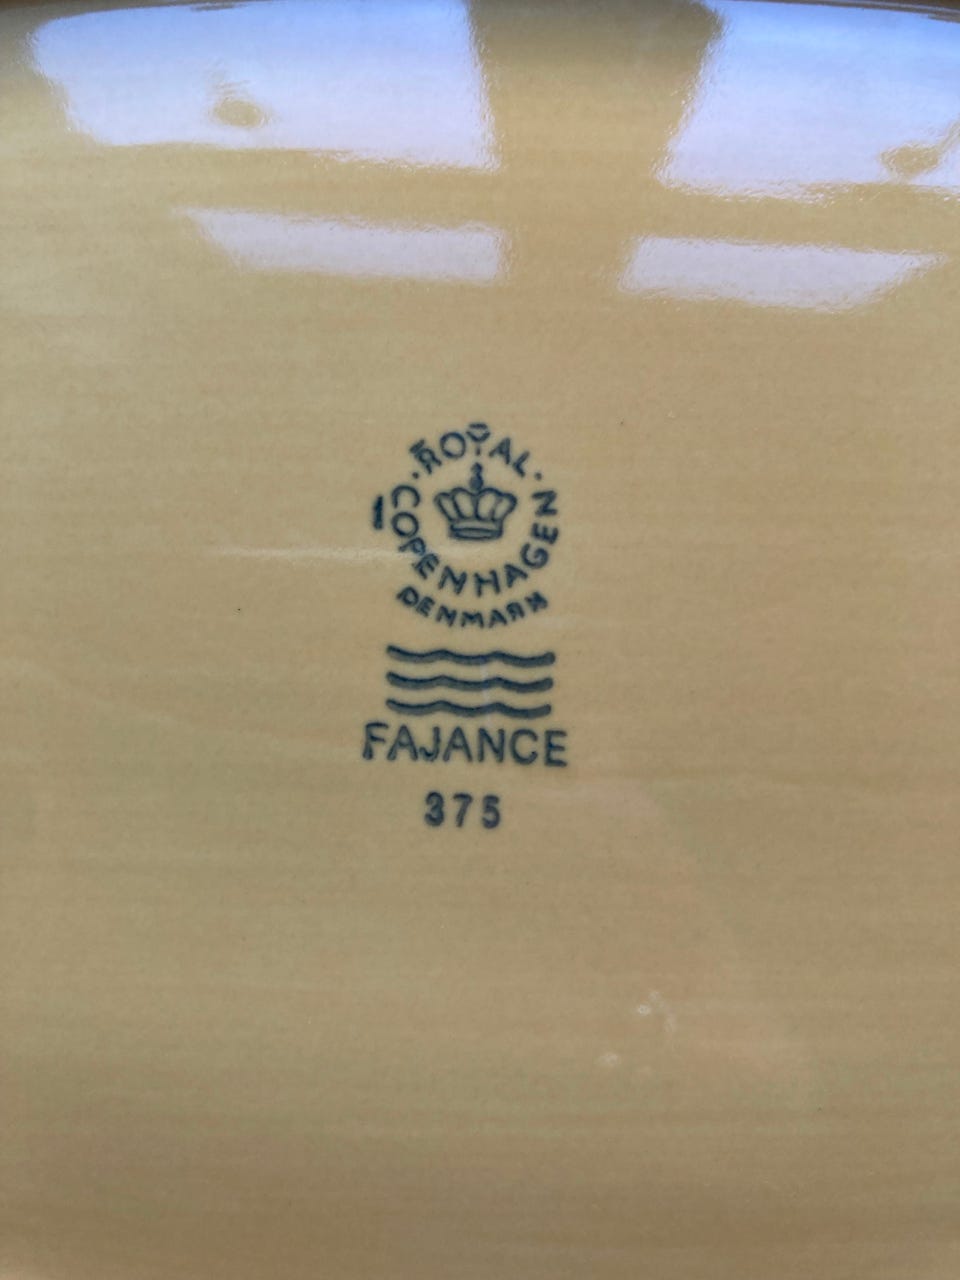 ROYAL
COPENHAGEN
DENMARK
FAJANCE
375